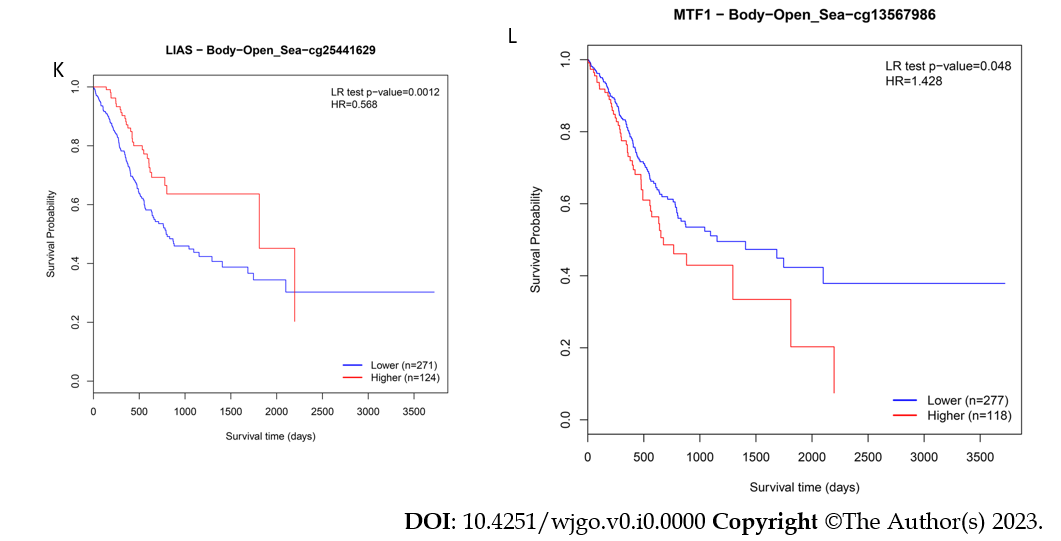 K
LIAS − Body−Open_Sea−cg25441629
LR test p−value=0.0012
HR=0.568
Survival Probability
1.0
0.8
0.6
0.4
0.2
0.0
Lower (n=271)
Higher (n=124)
0 500 1000 1500 2000 2500 3000 3500
Survival time (days)
L
MTF1 − Body−Open_Sea−cg13567986
LR test p−value=0.048
HR=1.428
Survival Probability
1.0
0.8
0.6
0.4
0.2
0.0
Lower (n=277)
Higher (n=118)
0 500 1000 1500 2000 2500 3000 3500
Survival time (days)
DOI: 10.4251/wjgo.v0.i0.0000 Copyright ©The Author(s) 2023.